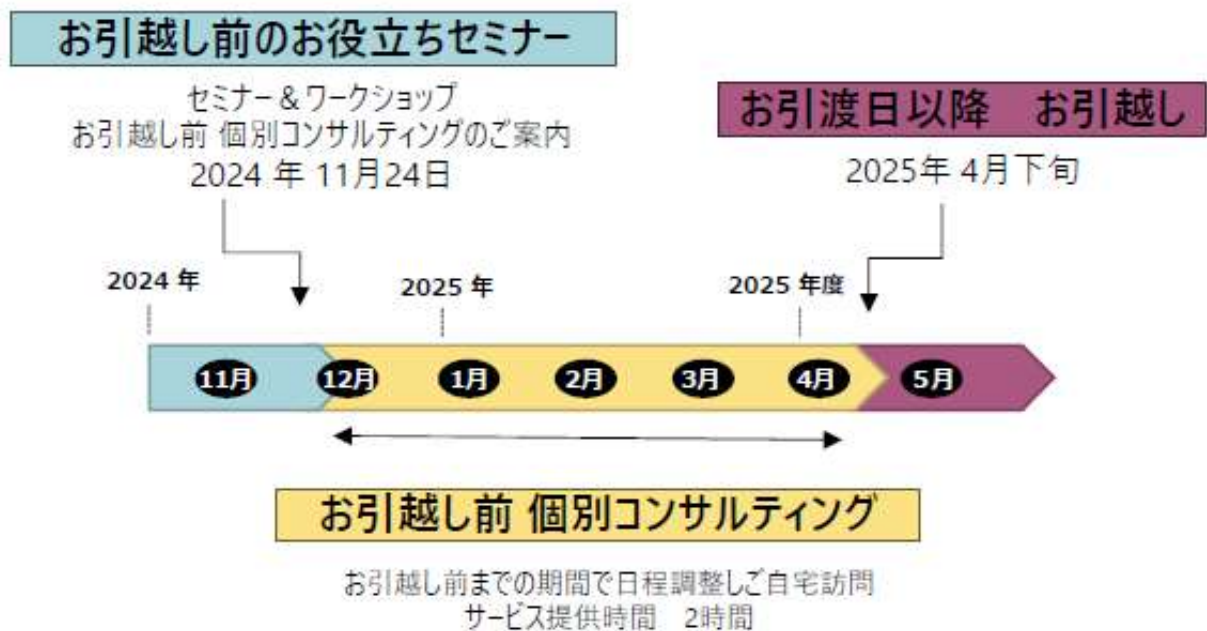 お引越し前のお役立ちセミナー
セミナー＆ワークショップ
お引越し前 個別コンサルティングのご案内
2024 年 11月24日
お引渡日以降　お引越し
2025年 4月下旬
2024 年
2025 年
2025 年度
11月
12月
1月
2月
3月
4月
5月
お引越し前 個別コンサルティング
お引越し前までの期間で日程調整しご自宅訪問
サービス提供時間　2時間